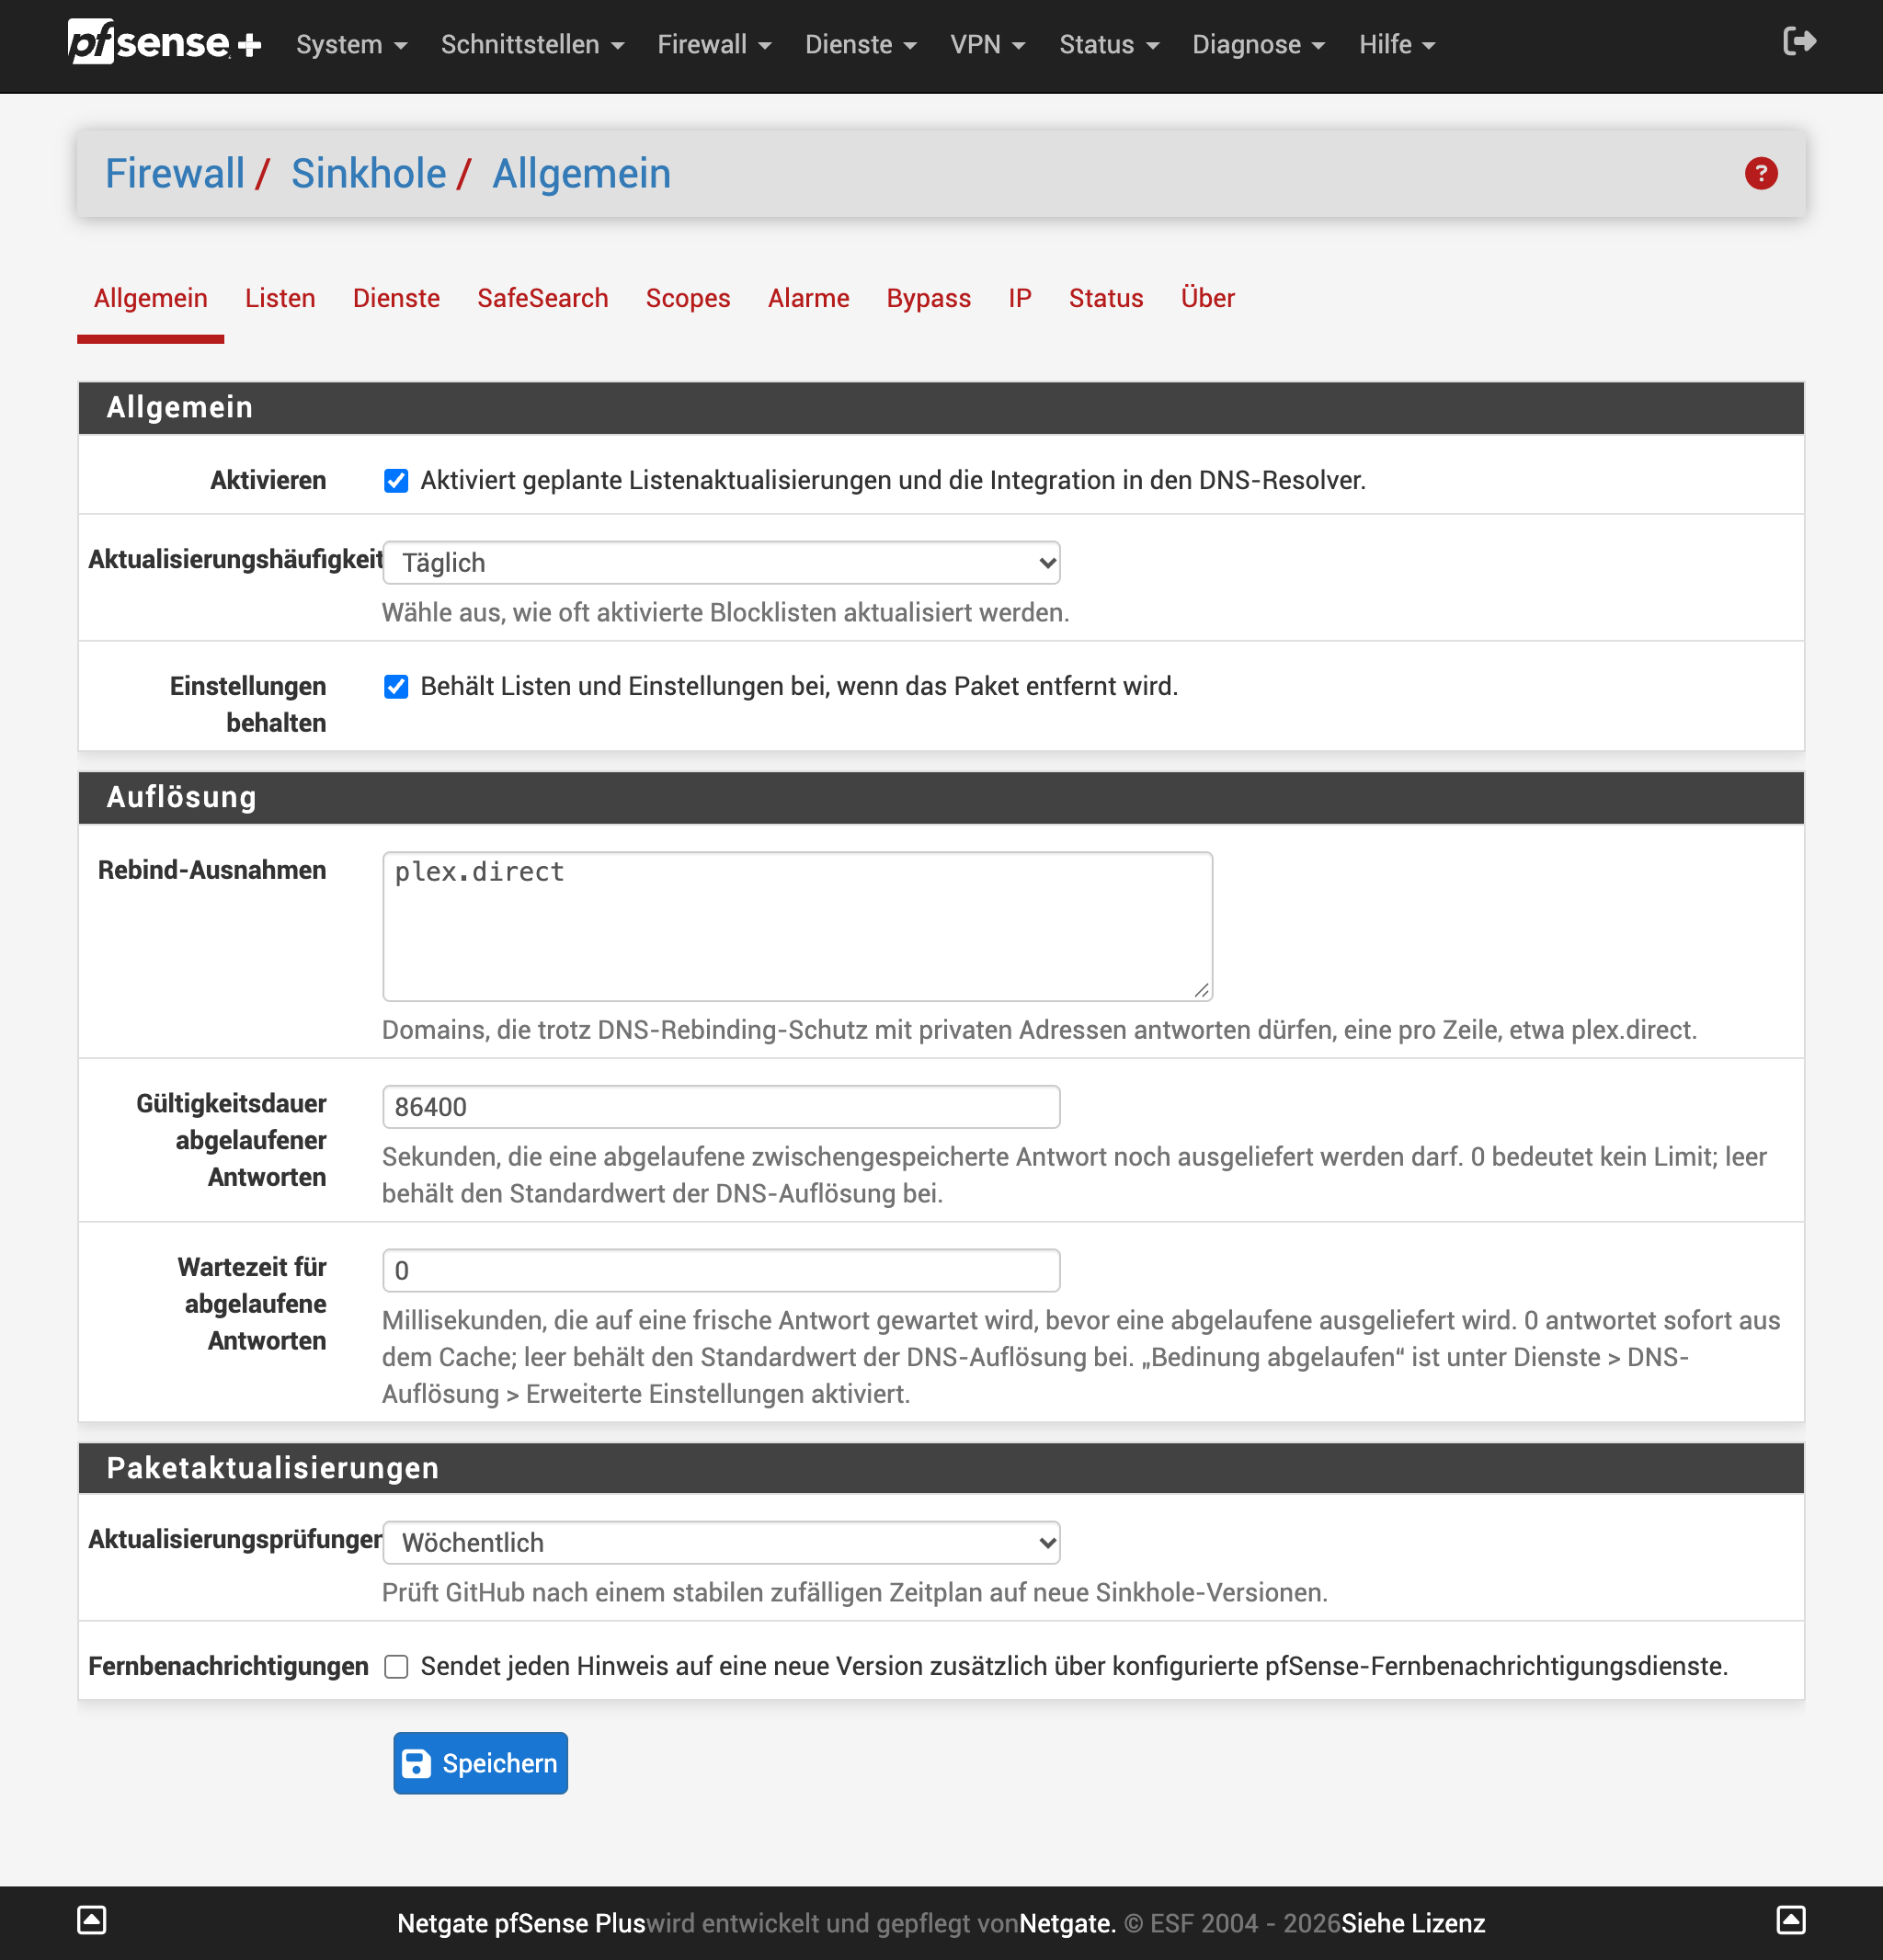 pfsense+ System Schnittstellen Firewall Dienste VPN Status Diagnose Hilfe
Firewall / Sinkhole / Allgemein
Allgemein Listen Dienste SafeSearch Scopes Alarme Bypass IP Status Über
Allgemein
Aktivieren Aktiviert geplante Listenaktualisierungen und die Integration in den DNS-Resolver.
Aktualisierungshäufigkeit Täglich
Wähle aus, wie oft aktivierte Blocklisten aktualisiert werden.
Einstellungen behalten Behält Listen und Einstellungen bei, wenn das Paket entfernt wird.
Auflösung
Rebind-Ausnahmen plex.direct
Domains, die trotz DNS-Rebinding-Schutz mit privaten Adressen antworten dürfen, eine pro Zeile, etwa plex.direct.
Gültigkeitsdauer abgelaufener Antworten 86400
Sekunden, die eine abgelaufene zwischengespeicherte Antwort noch ausgeliefert werden darf. 0 bedeutet kein Limit; leer
behält den Standardwert der DNS-Auflösung bei.
Wartezeit für abgelaufene Antworten 0
Millisekunden, die auf eine frische Antwort gewartet wird, bevor eine abgelaufene ausgeliefert wird. 0 antwortet sofort aus
dem Cache; leer behält den Standardwert der DNS-Auflösung bei. „Bedinung abgelaufen“ ist unter Dienste > DNS-
Auflösung > Erweiterte Einstellungen aktiviert.
Paketaktualisierungen
Aktualisierungsprüfungen Wöchentlich
Prüft GitHub nach einem stabilen zufälligen Zeitplan auf neue Sinkhole-Versionen.
Fernbenachrichtigungen Sendet jeden Hinweis auf eine neue Version zusätzlich über konfigurierte pfSense-Fernbenachrichtigungsdienste.
Speichern
Netgate pfSense Plus wird entwickelt und gepflegt von Netgate. © ESF 2004 - 2026 Siehe Lizenz